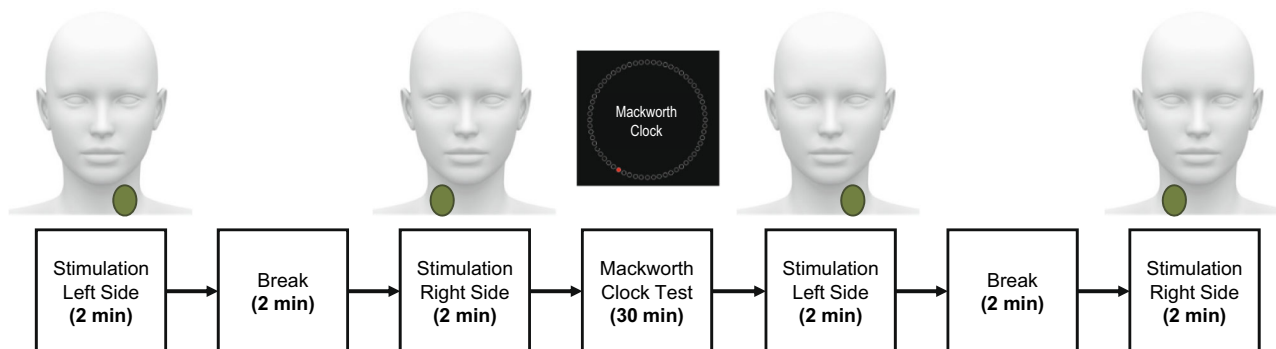 Mackworth
Clock
Stimulation
Left Side
(2 min)
Break
(2 min)
Stimulation
Right Side
(2 min)
Mackworth
Clock Test
(30 min)
Stimulation
Left Side
(2 min)
Break
(2 min)
Stimulation
Right Side
(2 min)